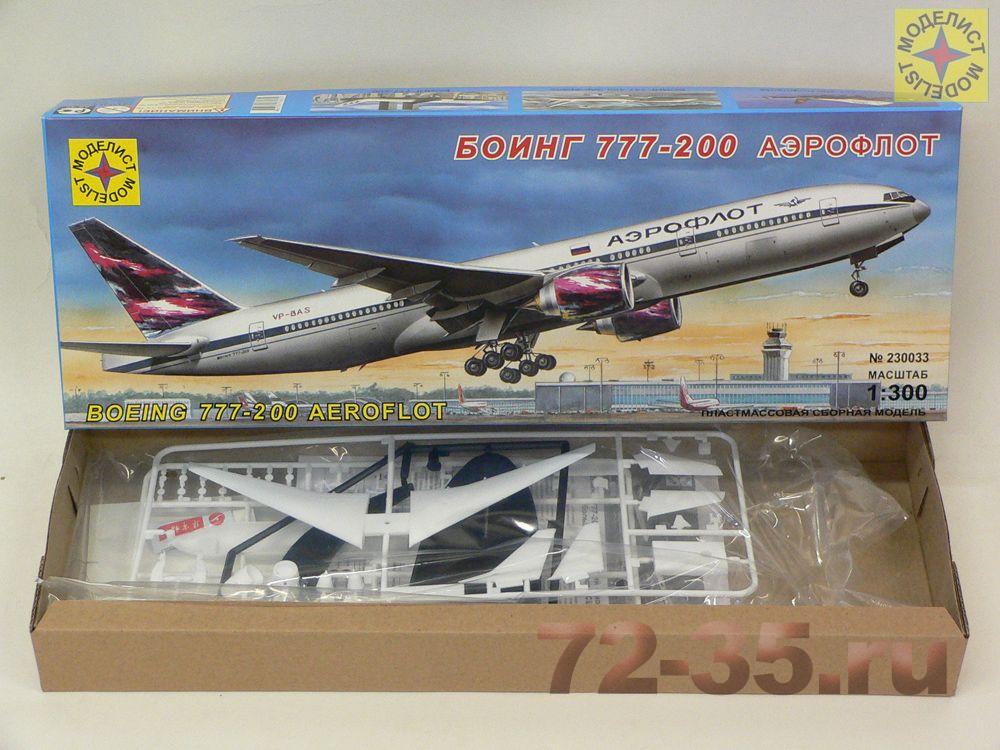 МОДЕЛИСТ MODELIST
МОДЕЛИСТ MODELIST
БОИНГ 777-200 АЭРОФЛОТ
АЭРОФЛОТ
VP-BAS
№ 230033
МАСШТАБ
1:300
ПЛАСТМАССОВАЯ СБОРНАЯ МОДЕЛЬ
BOEING 777-200 AEROFLOT
72-35.ru